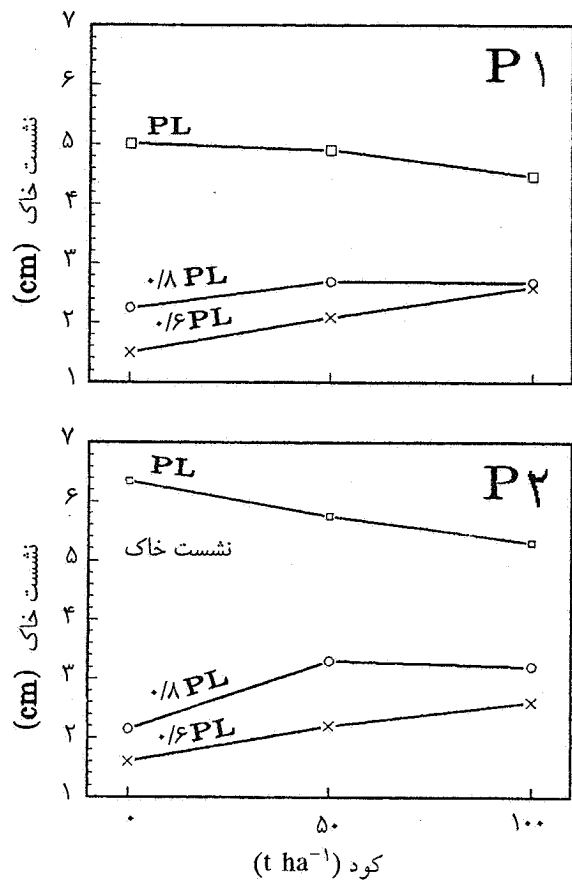 ۷
P۱
۶
PL
۵
۴
۳
۰/۸ PL
۲
۰/۶ PL
۱
نشست خاک (cm)
۷
P۲
PL
۶
نشست خاک
۵
۴
۳
۰/۸ PL
۲
۰/۶ PL
۱
نشست خاک (cm)
۰ ۵۰ ۱۰۰
کود (t ha⁻¹)